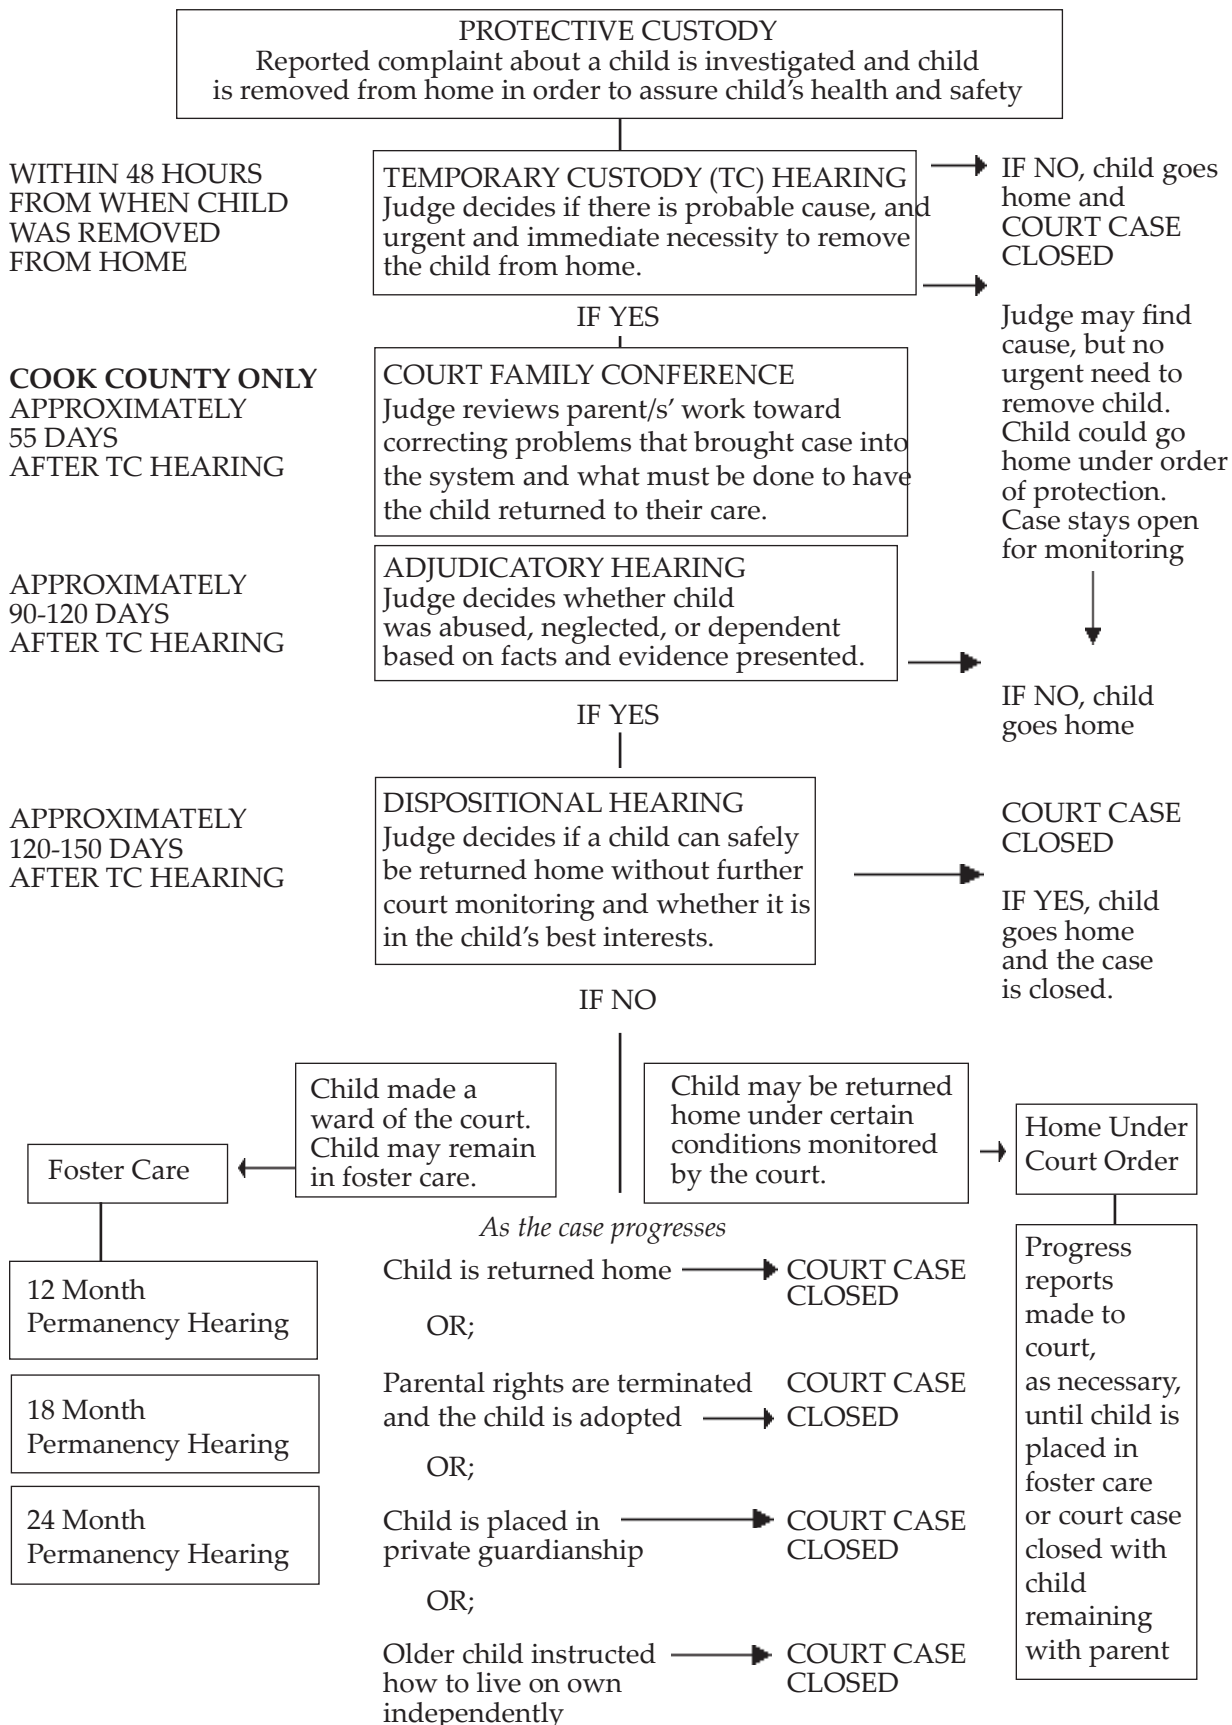 PROTECTIVE CUSTODY
Reported complaint about a child is investigated and child
is removed from home in order to assure child's health and safety
WITHIN 48 HOURS
FROM WHEN CHILD
WAS REMOVED
FROM HOME
TEMPORARY CUSTODY (TC) HEARING
Judge decides if there is probable cause, and
urgent and immediate necessity to remove
the child from home.
IF NO, child goes
home and
COURT CASE
CLOSED
Judge may find
cause, but no
urgent need to
remove child.
Child could go
home under order
of protection.
Case stays open
for monitoring
IF YES
COOK COUNTY ONLY
APPROXIMATELY
55 DAYS
AFTER TC HEARING
COURT FAMILY CONFERENCE
Judge reviews parent/s' work toward
correcting problems that brought case into
the system and what must be done to have
the child returned to their care.
APPROXIMATELY
90-120 DAYS
AFTER TC HEARING
ADJUDICATORY HEARING
Judge decides whether child
was abused, neglected, or dependent
based on facts and evidence presented.
IF NO, child
goes home
IF YES
APPROXIMATELY
120-150 DAYS
AFTER TC HEARING
DISPOSITIONAL HEARING
Judge decides if a child can safely
be returned home without further
court monitoring and whether it is
in the child's best interests.
COURT CASE
CLOSED
IF YES, child
goes home
and the case
is closed.
IF NO
Child made a
ward of the court.
Child may remain
in foster care.
Child may be returned
home under certain
conditions monitored
by the court.
Foster Care
Home Under
Court Order
12 Month
Permanency Hearing
18 Month
Permanency Hearing
24 Month
Permanency Hearing
As the case progresses
Child is returned home
COURT CASE
CLOSED
OR;
Parental rights are terminated
and the child is adopted
COURT CASE
CLOSED
OR;
Child is placed in
private guardianship
COURT CASE
CLOSED
OR;
Older child instructed
how to live on own
independently
COURT CASE
CLOSED
Progress
reports
made to
court,
as necessary,
until child is
placed in
foster care
or court case
closed with
child
remaining
with parent